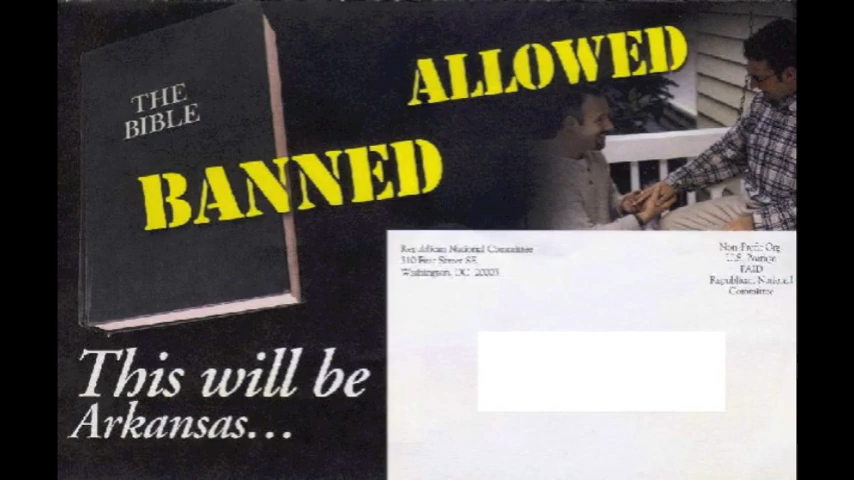 THE
BIBLE
BANNED
ALLOWED
This will be
Arkansas...
Republican National Committee
310 First Street SE
Washington, DC 20003
Non-Profit Org
U.S. Postage
PAID
Republican National
Committee